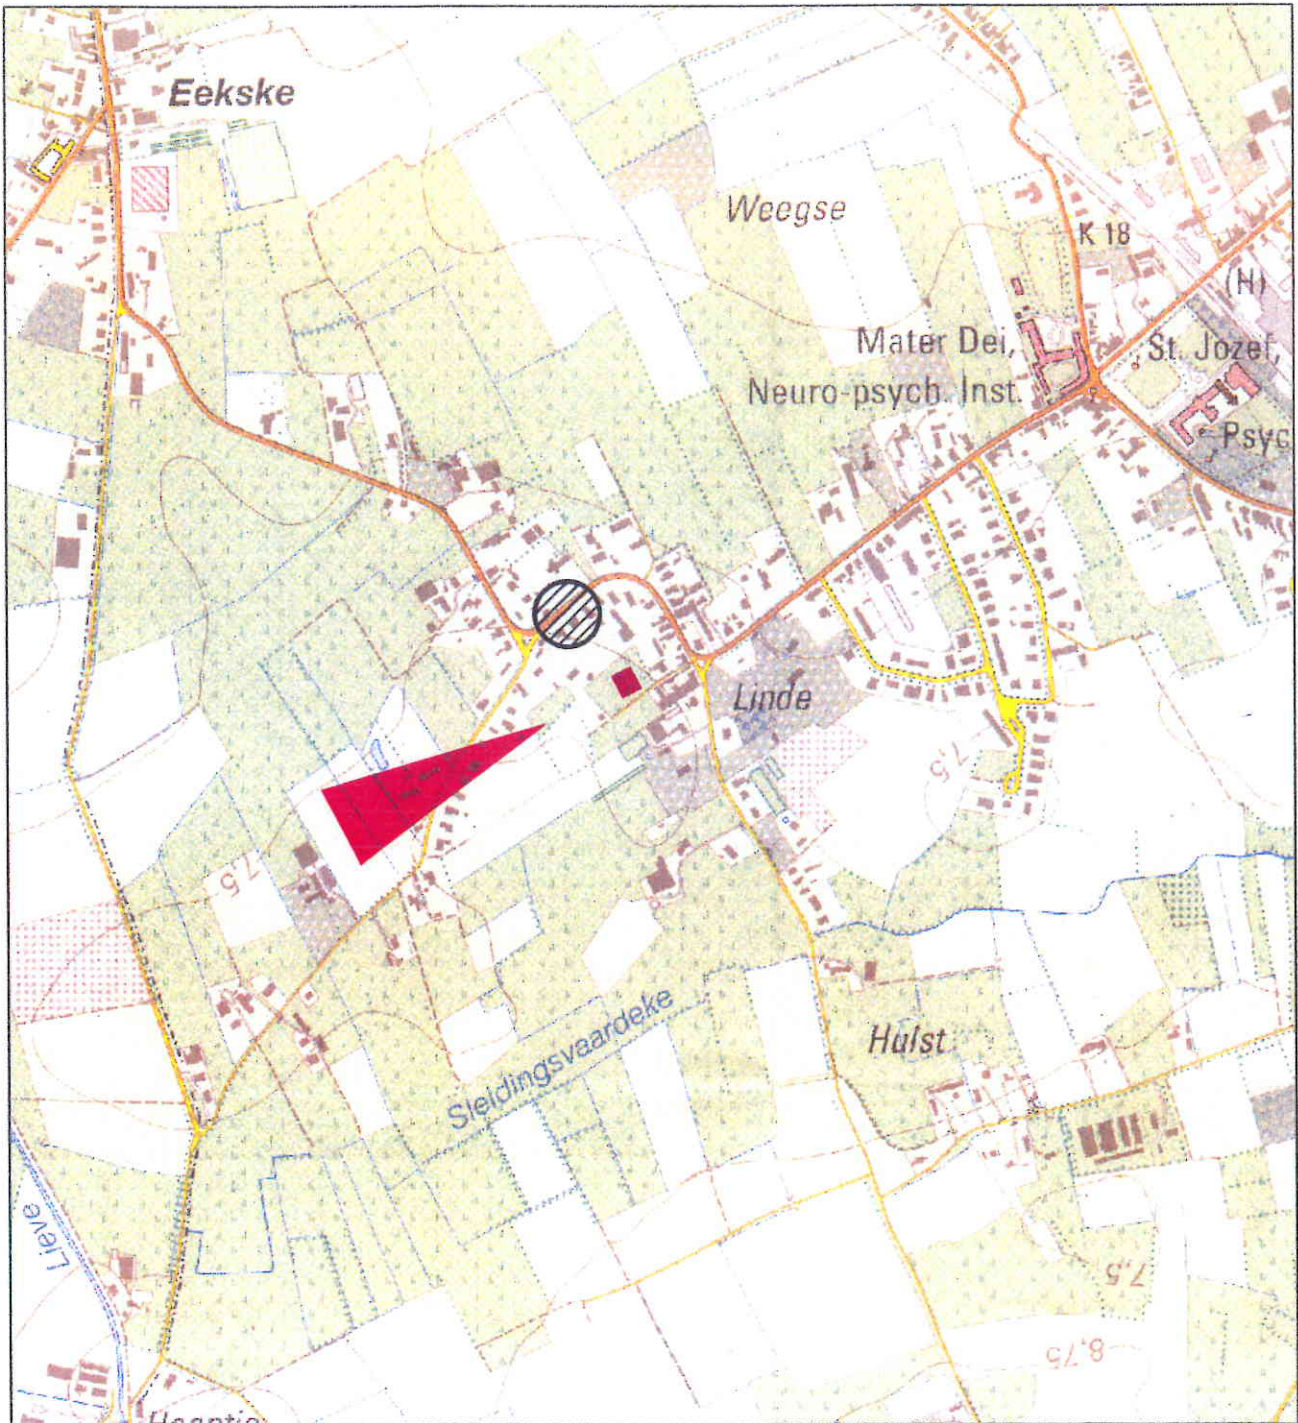 Eekske
Weegse
K 18
(H)
Mater Dei,
Neuro-psych. Inst.
St. Jozef,
Psyc
Linde
7,5
7,5
Hulst
Sleidingsvaardeke
Lieve
7,5
8,75